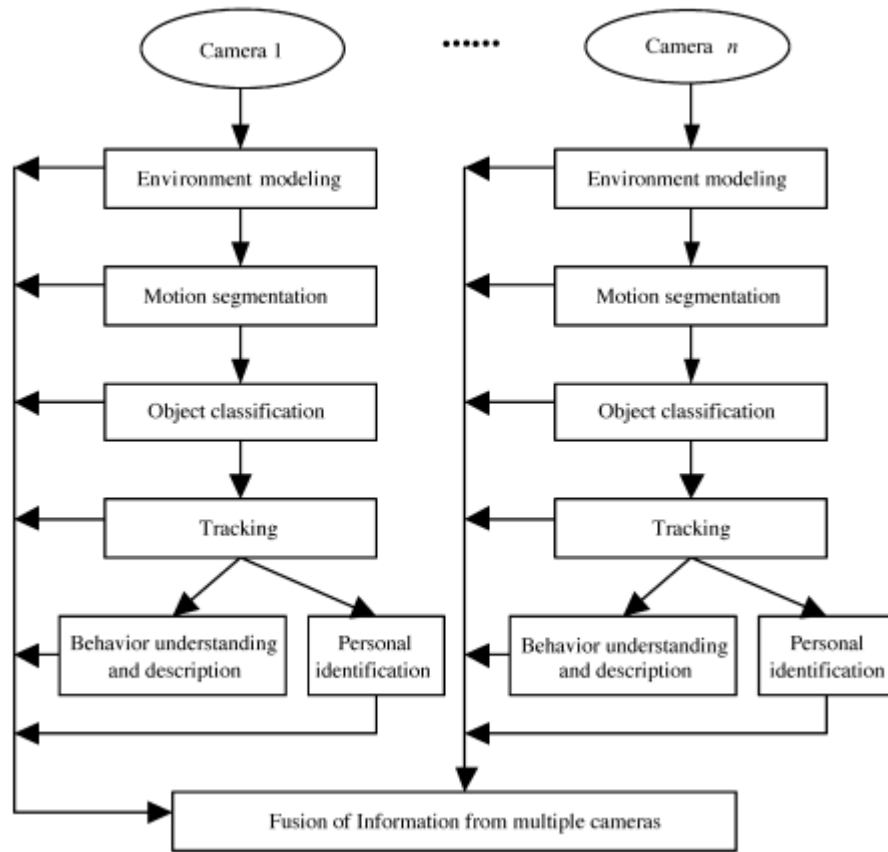 Camera 1
......
Camera n
Environment modeling
Environment modeling
Motion segmentation
Motion segmentation
Object classification
Object classification
Tracking
Tracking
Behavior understanding
and description
Personal
identification
Behavior understanding
and description
Personal
identification
Fusion of Information from multiple cameras